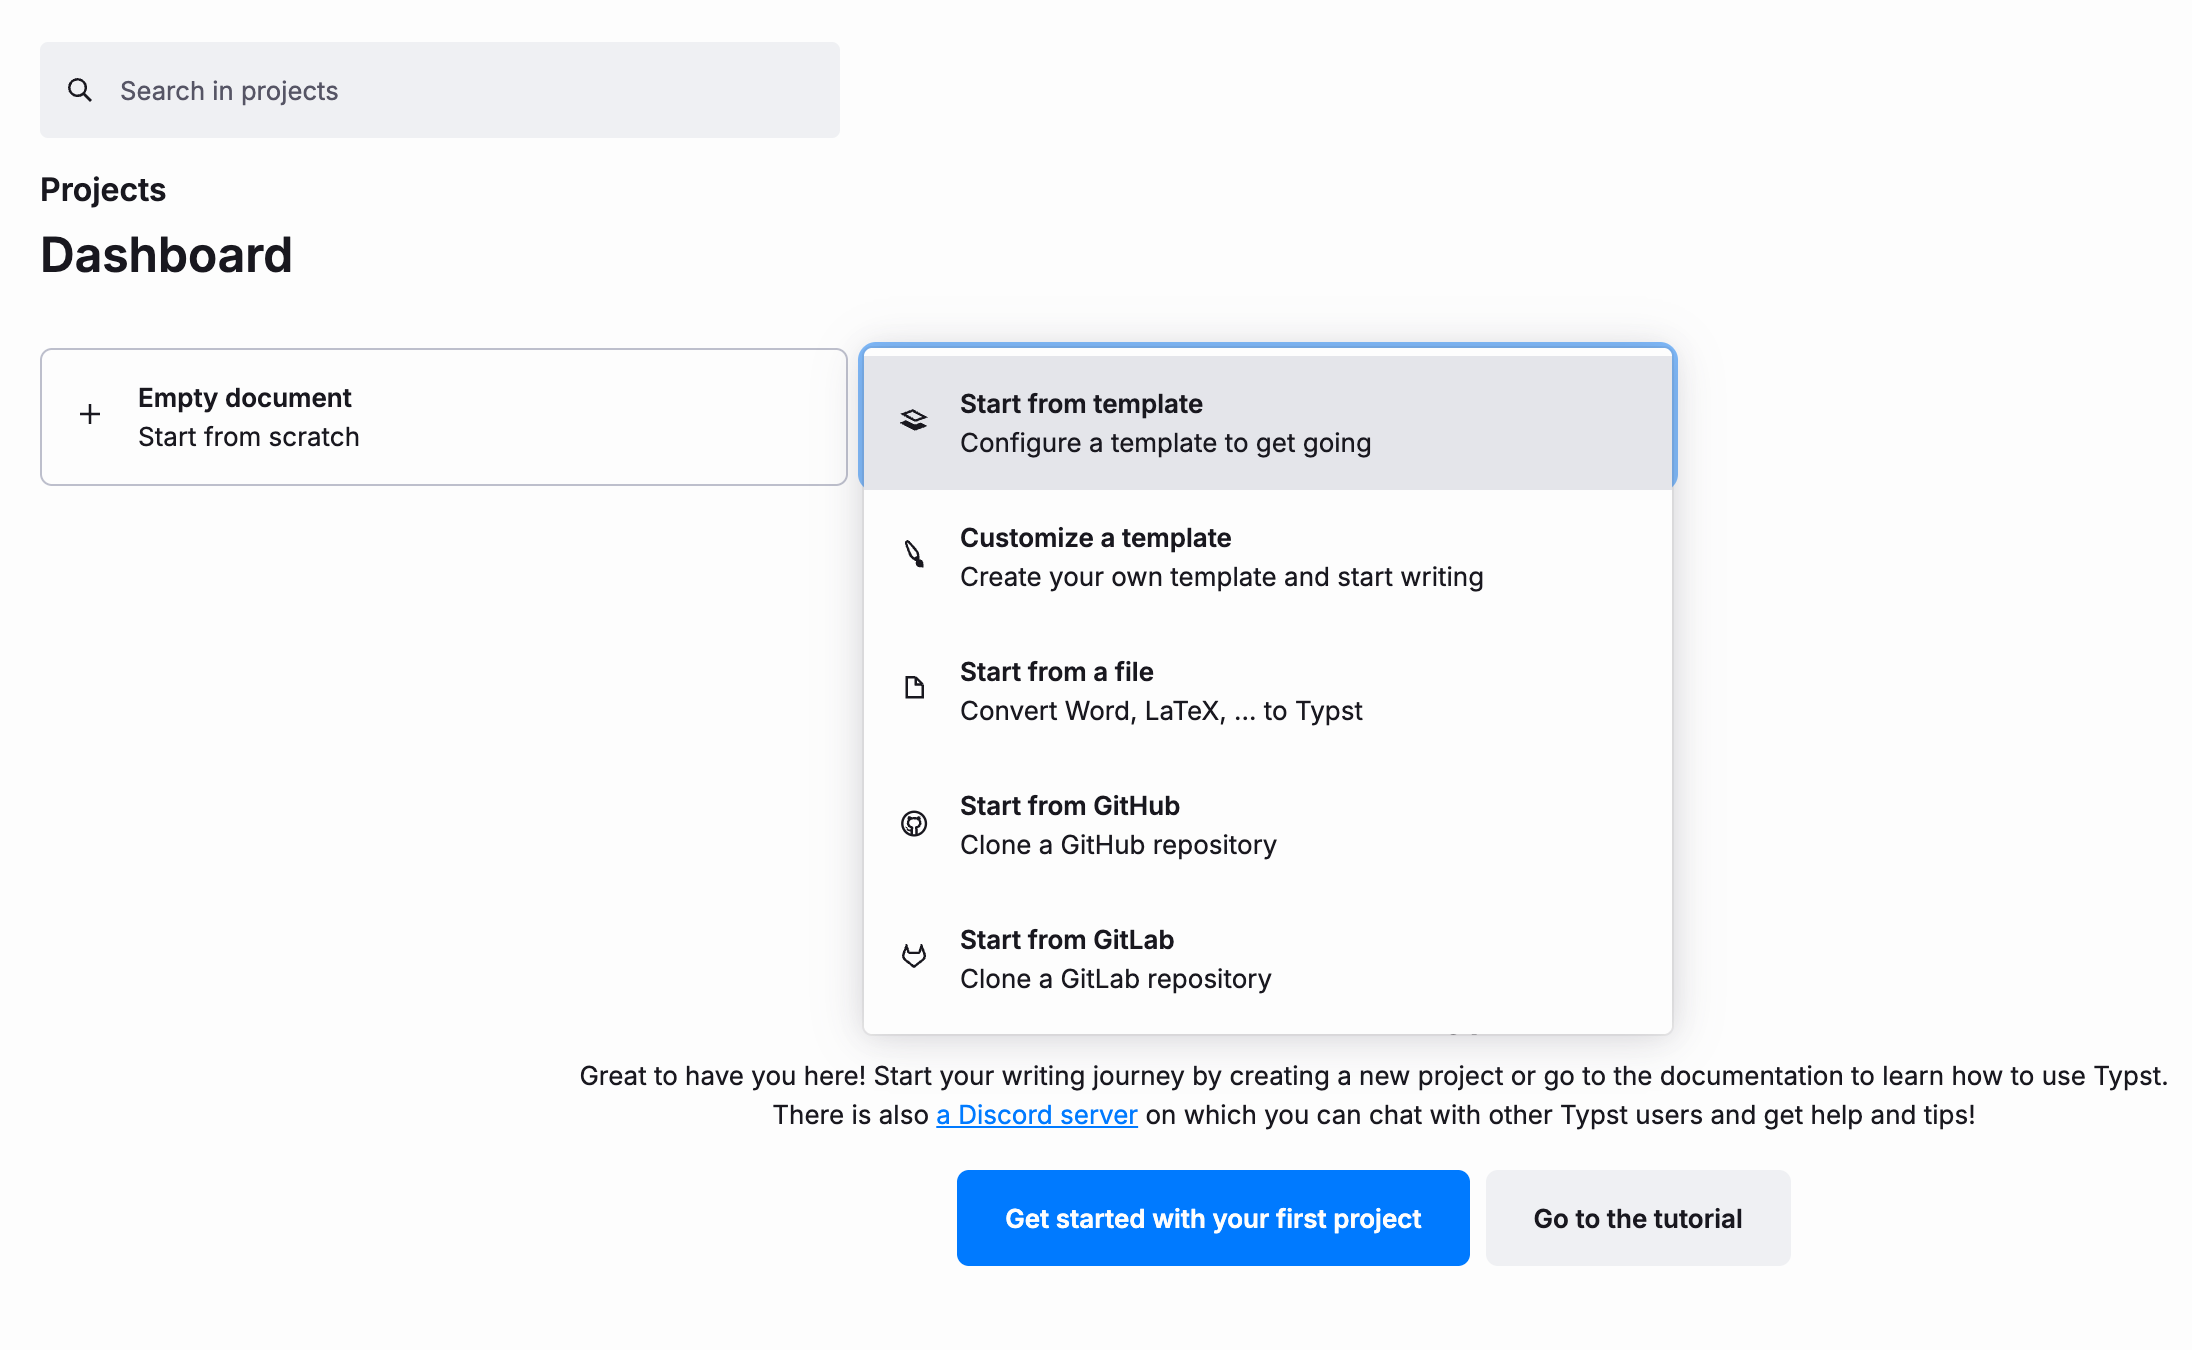 Search in projects
Projects
Dashboard
Empty document
Start from scratch
Start from template
Configure a template to get going
Customize a template
Create your own template and start writing
Start from a file
Convert Word, LaTeX, ... to Typst
Start from GitHub
Clone a GitHub repository
Start from GitLab
Clone a GitLab repository
Great to have you here! Start your writing journey by creating a new project or go to the documentation to learn how to use Typst.
There is also a Discord server on which you can chat with other Typst users and get help and tips!
Get started with your first project
Go to the tutorial